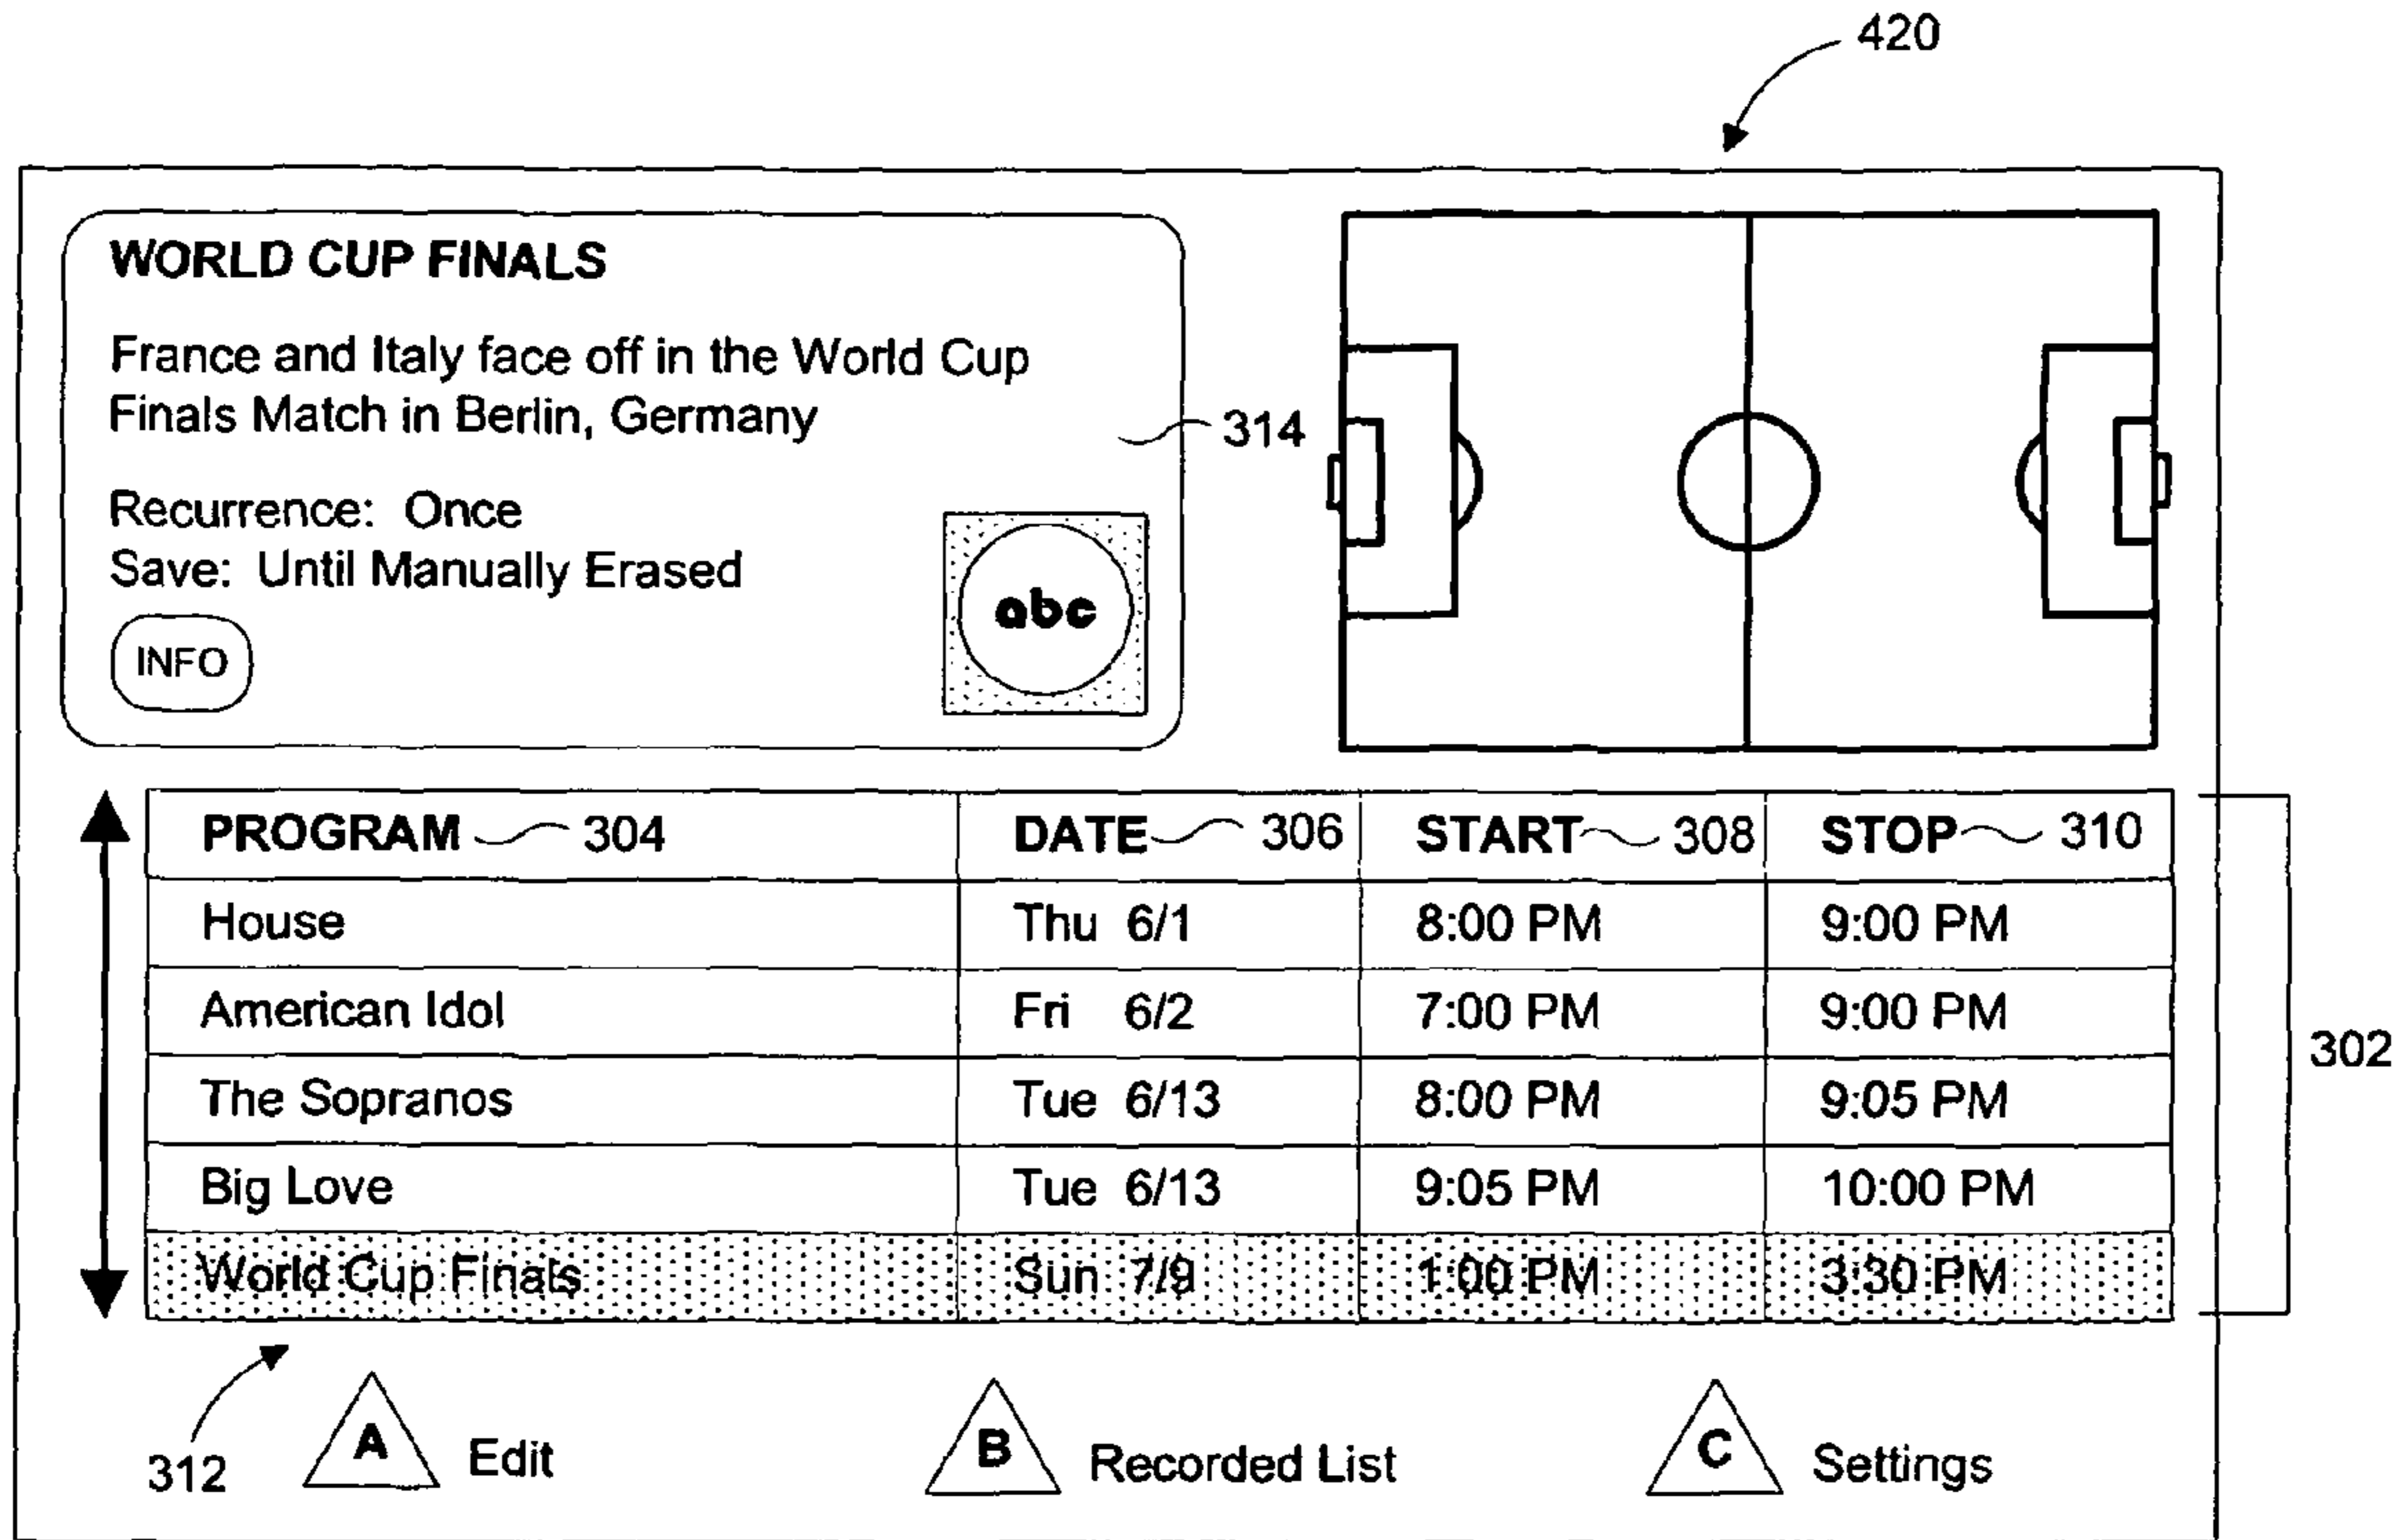 420
WORLD CUP FINALS
France and Italy face off in the World Cup
Finals Match in Berlin, Germany
314
Recurrence: Once
Save: Until Manually Erased
abc
INFO
PROGRAM 304 DATE 306 START 308 STOP 310
House Thu 6/1 8:00 PM 9:00 PM
American Idol Fri 6/2 7:00 PM 9:00 PM
302
The Sopranos Tue 6/13 8:00 PM 9:05 PM
Big Love Tue 6/13 9:05 PM 10:00 PM
World Cup Finals Sun 7/9 1:00 PM 3:30 PM
312
A Edit B Recorded List C Settings